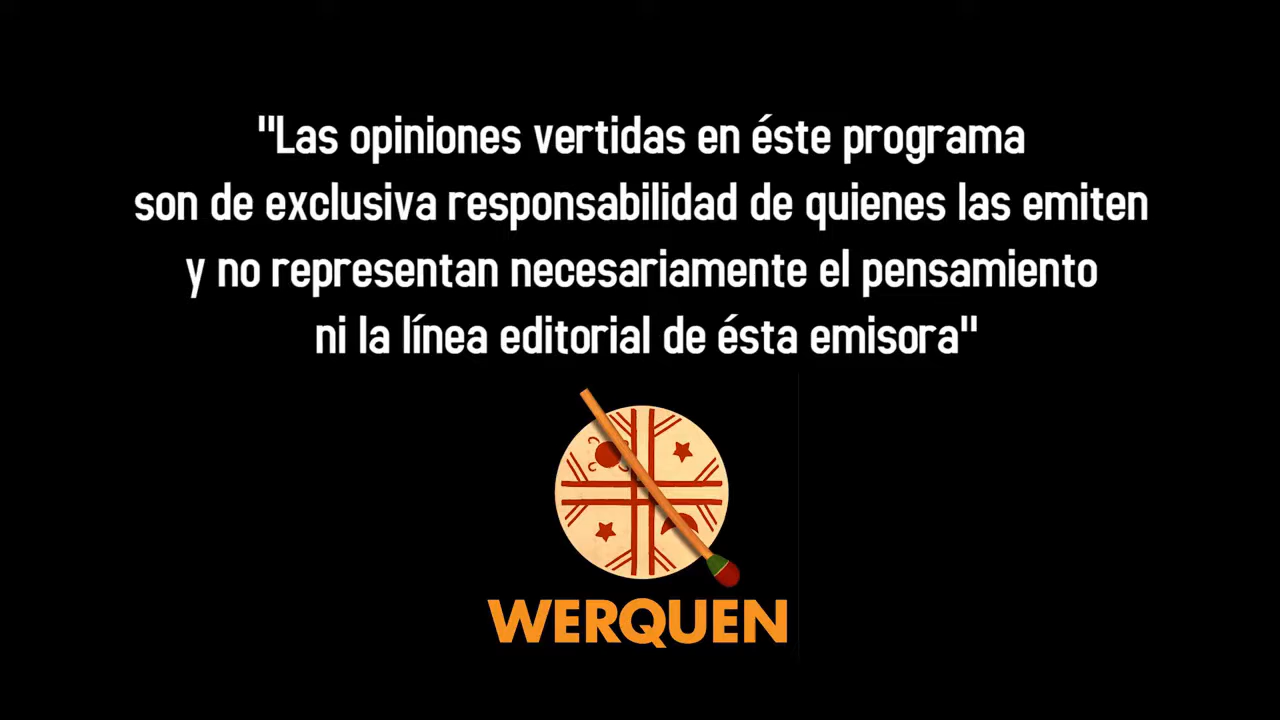 "Las opiniones vertidas en éste programa
son de exclusiva responsabilidad de quienes las emiten
y no representan necesariamente el pensamiento
ni la línea editorial de ésta emisora"
WERQUEN